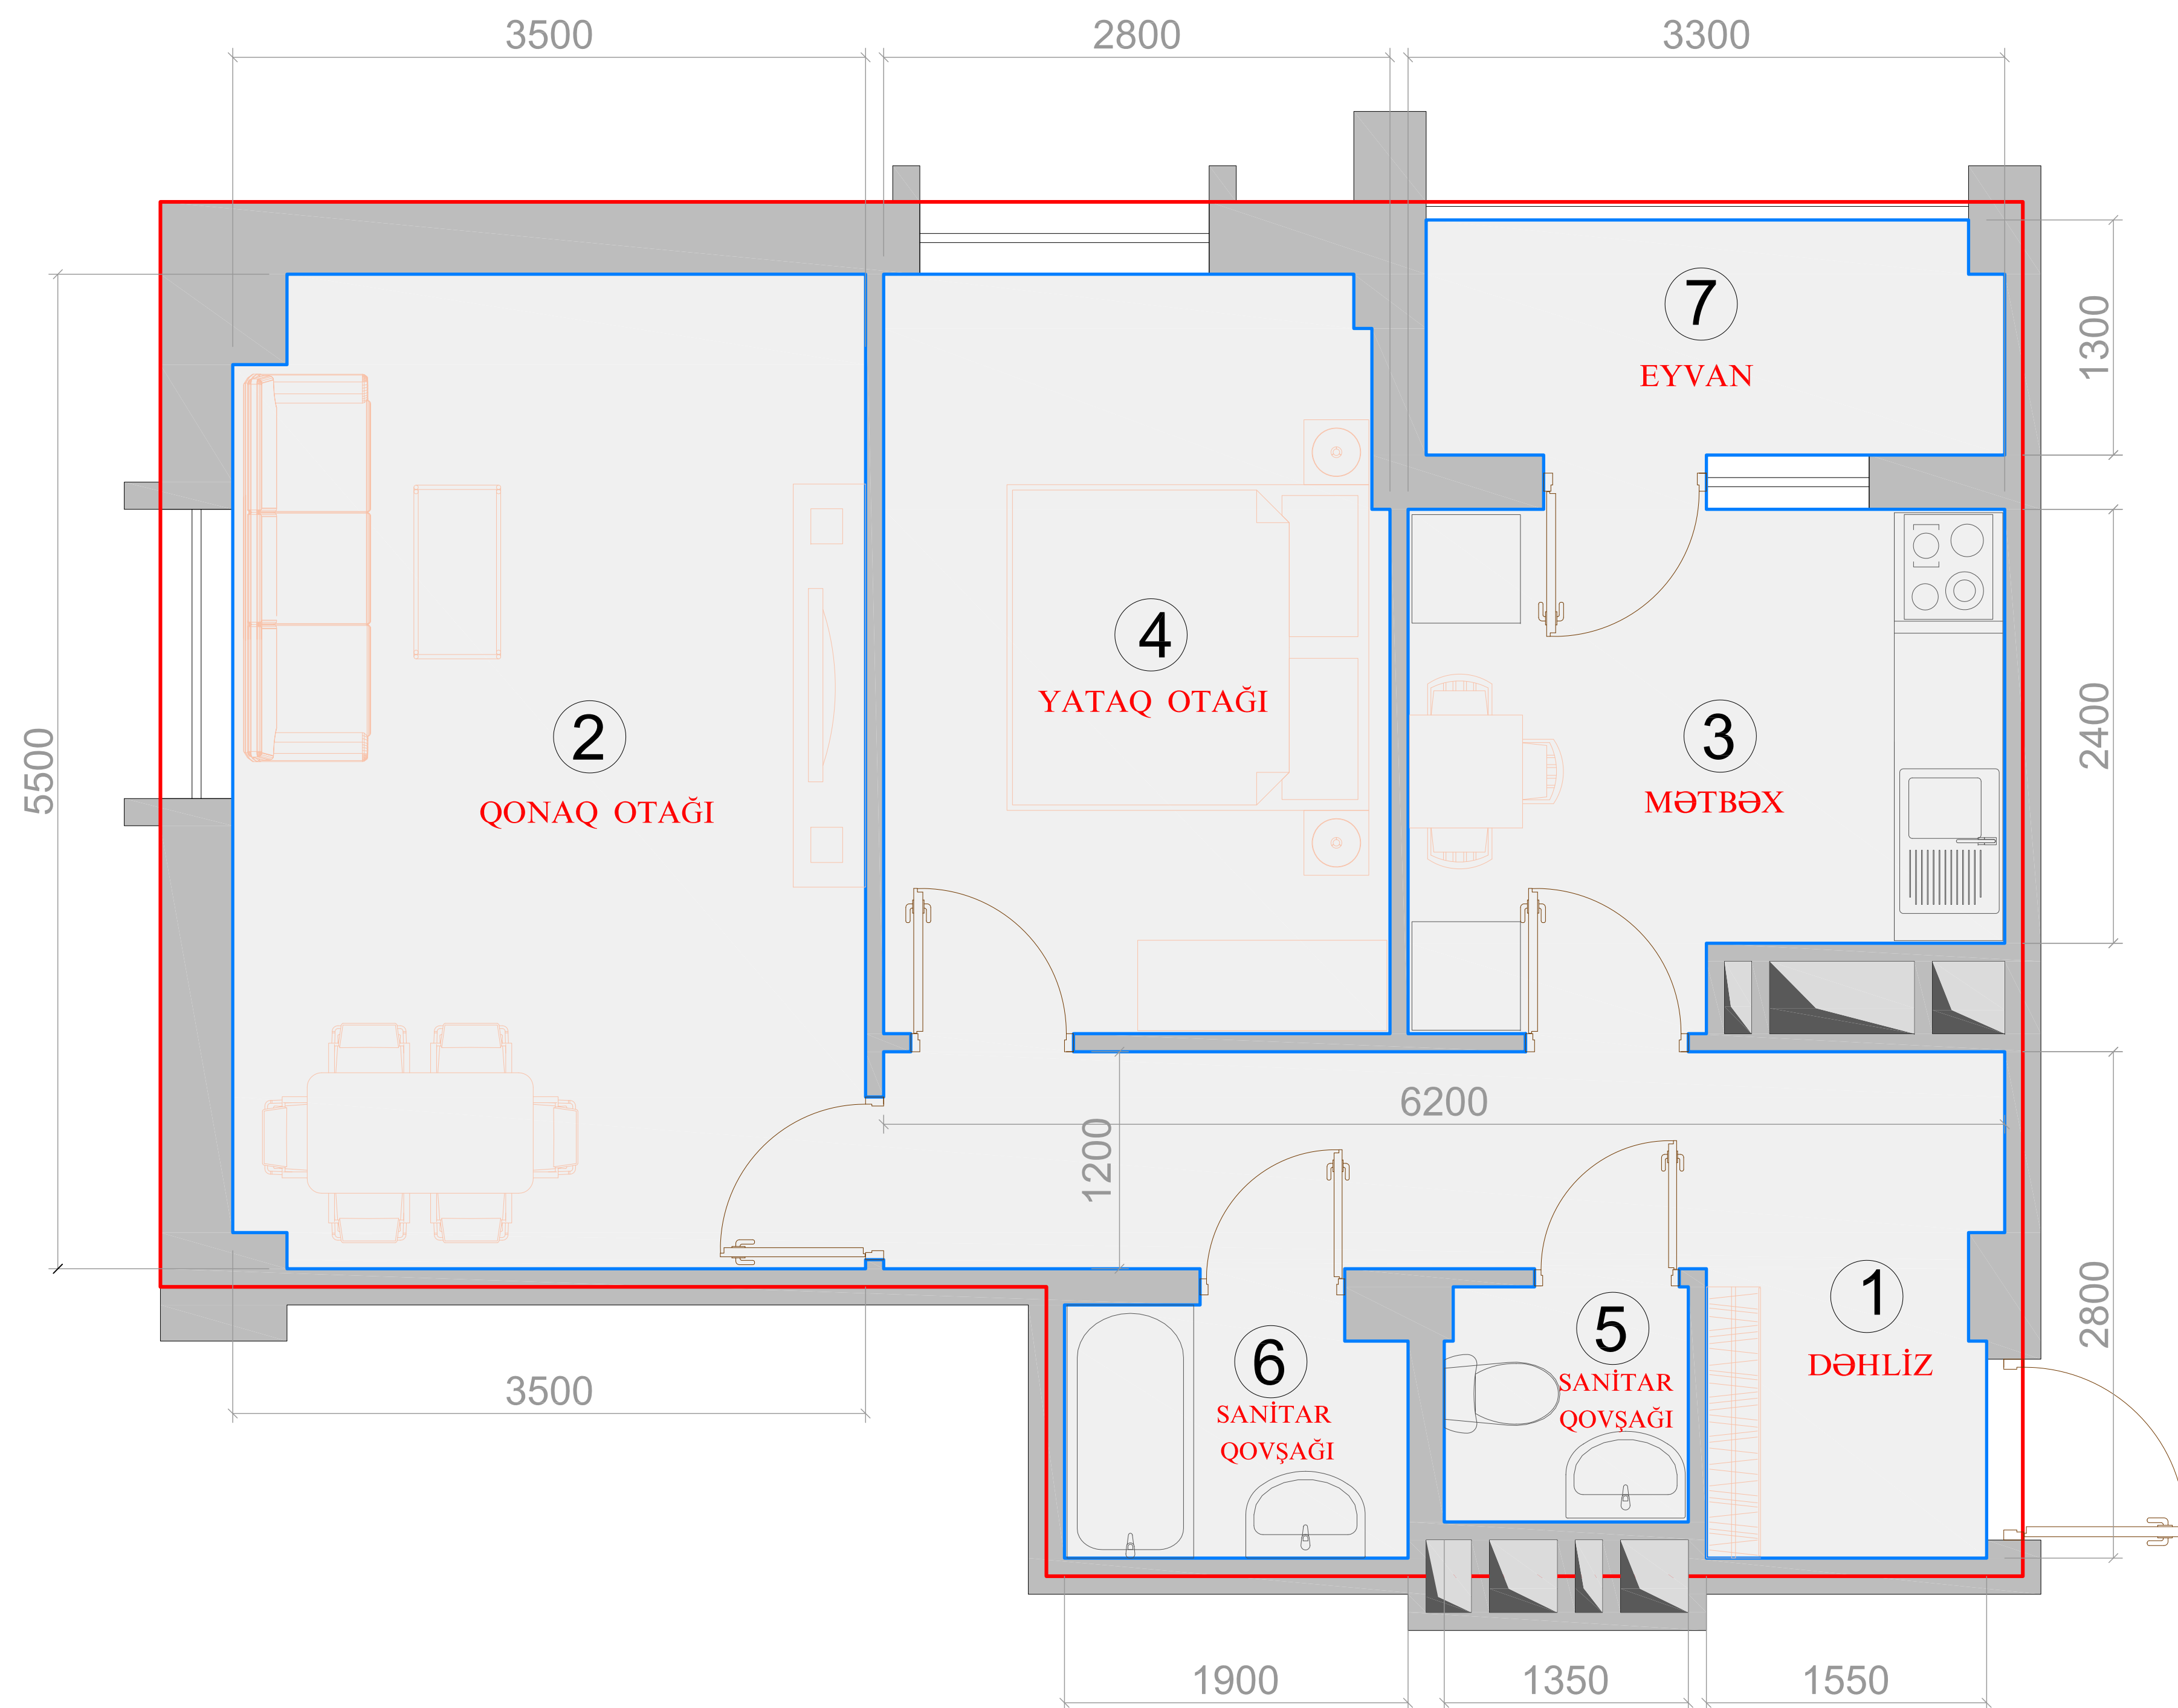 3500
2800
3300
7
EYVAN
1300
4
YATAQ OTAĞI
2
QONAQ OTAĞI
3
MƏTBƏX
2400
5500
6200
1200
1
DƏHLİZ
2800
5
SANİTAR
QOVŞAĞI
6
SANİTAR
QOVŞAĞI
3500
1900
1350
1550